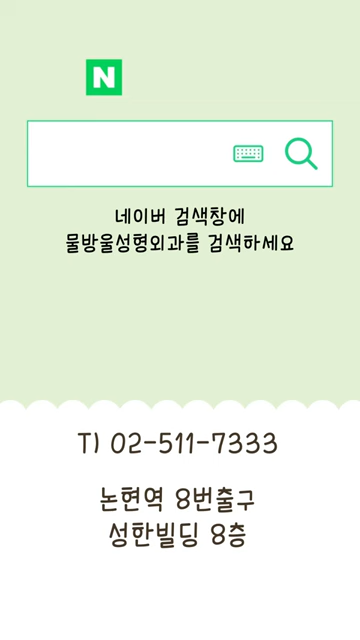 N
네이버 검색창에
물방울성형외과를 검색하세요
T) 02-511-7333
논현역 8번출구
성한빌딩 8층